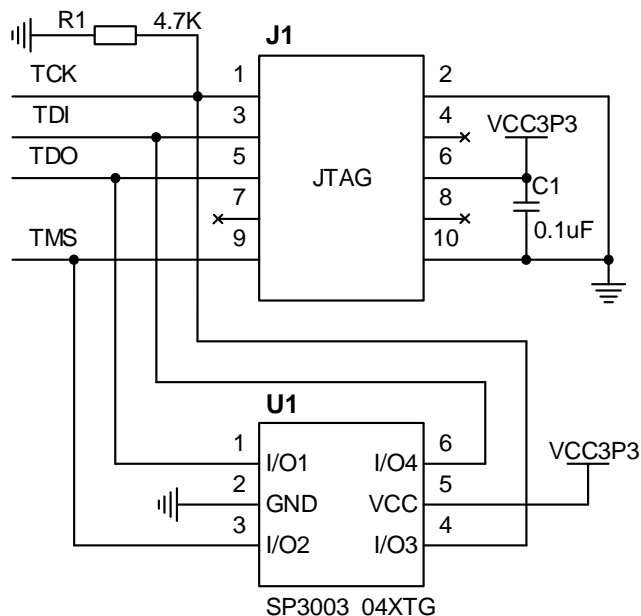 R1 4.7K
J1
TCK 1 2
TDI 3 4 VCC3P3
TDO 5 6
JTAG C1
7 8
0.1uF
TMS 9 10
U1
1 I/O1 I/O4 6 VCC3P3
2 GND VCC 5
3 I/O2 I/O3 4
SP3003_04XTG